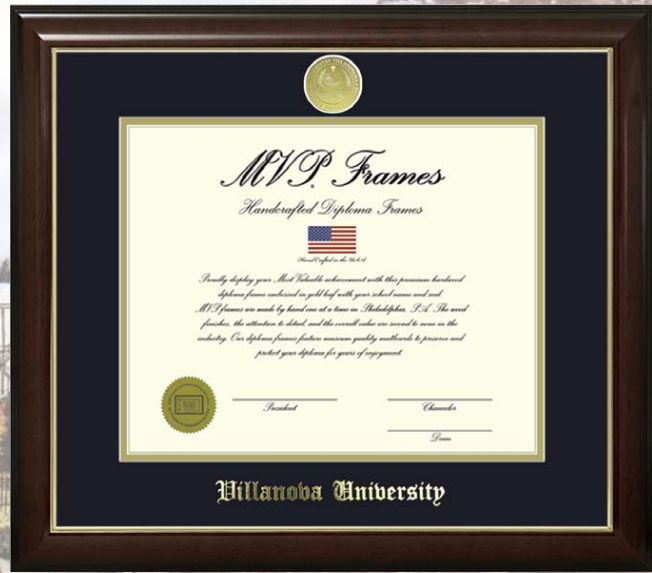 MVP Frames
Handcrafted Diploma Frames
Hand Crafted in the U.S.A
Proudly display your Most Valuable achievement with this premium hardwood
diploma frame embossed in gold leaf with your school name and seal.
MVP frames are made by hand one at a time in Philadelphia, PA. The wood
finishes, the attention to detail, and the overall value are second to none in the
industry. Our diploma frames feature museum quality matboards to preserve and
protect your diploma for years of enjoyment.
President
Chancellor
Dean
Villanova University